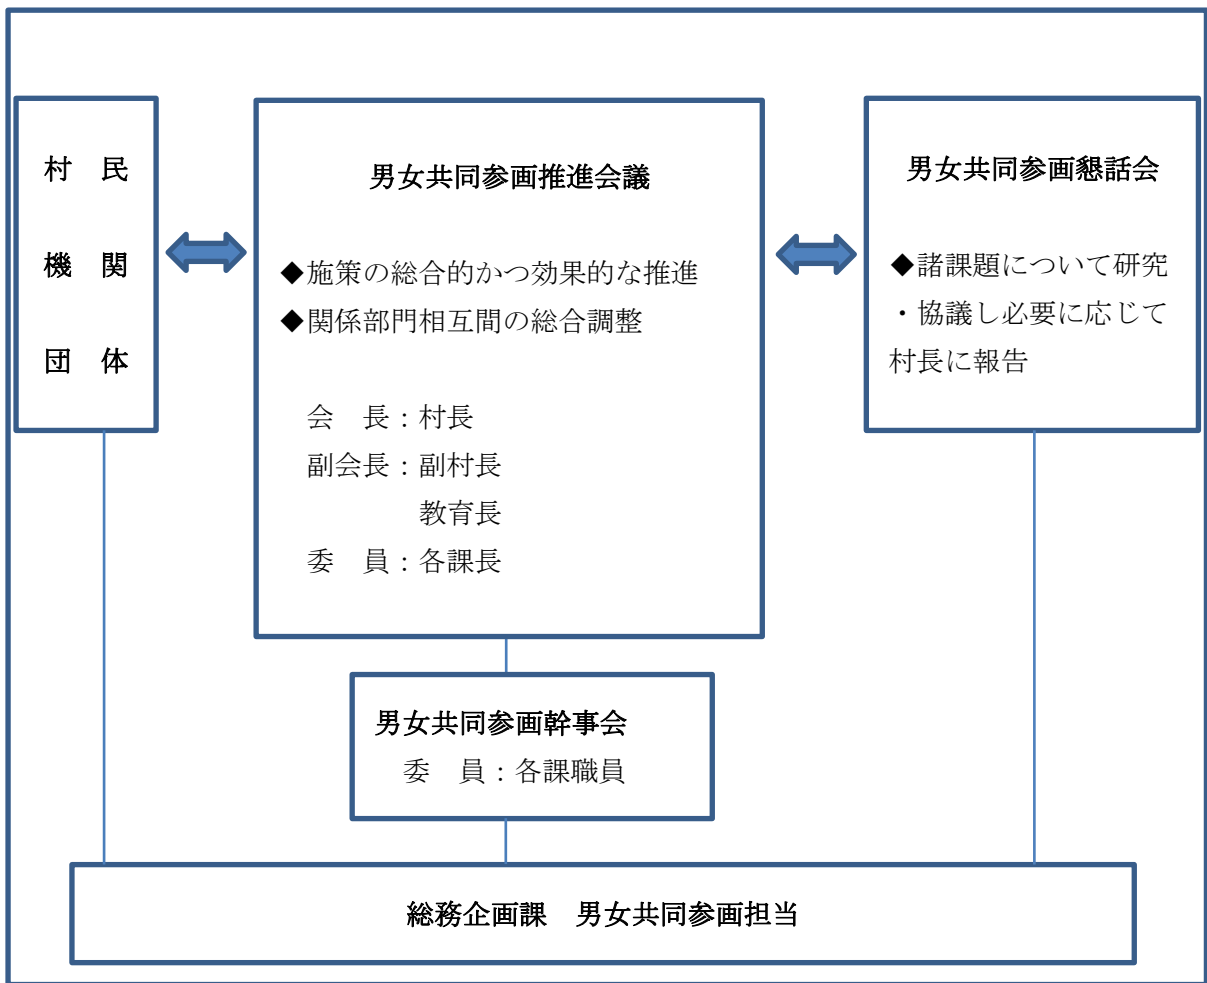 村　民
機　関
団　体
男女共同参画推進会議
◆施策の総合的かつ効果的な推進
◆関係部門相互間の総合調整
会　長：村長
副会長：副村長
教育長
委　員：各課長
男女共同参画懇話会
◆諸課題について研究
・協議し必要に応じて
村長に報告
男女共同参画幹事会
委　員：各課職員
総務企画課　男女共同参画担当